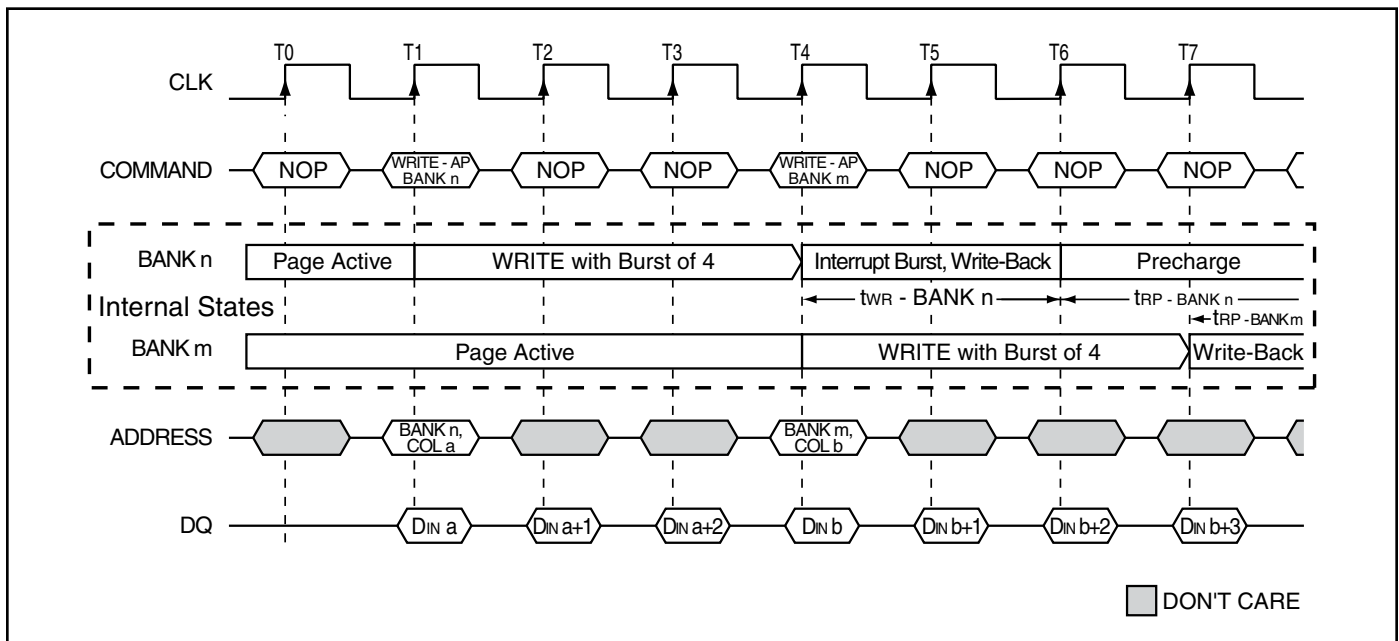 T0 T1 T2 T3 T4 T5 T6 T7
CLK
COMMAND NOP WRITE - AP BANK n NOP NOP WRITE - AP BANK m NOP NOP NOP
BANK n Page Active WRITE with Burst of 4 Interrupt Burst, Write-Back Precharge
tWR - BANK n tRP - BANK n
Internal States tRP - BANK m
BANK m Page Active WRITE with Burst of 4 Write-Back
ADDRESS BANK n, COL a BANK m, COL b
DQ DIN a DIN a+1 DIN a+2 DIN b DIN b+1 DIN b+2 DIN b+3
DON'T CARE